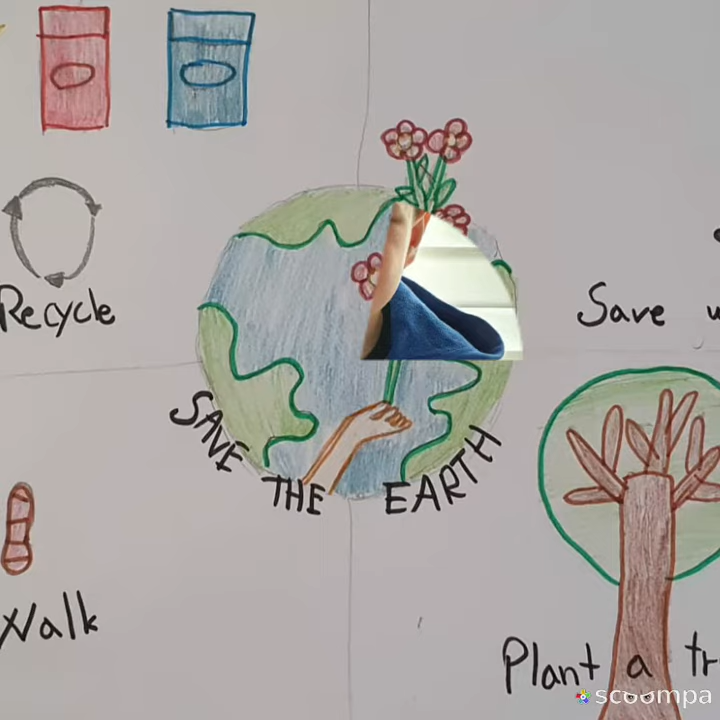 Recycle
Save
SAVE THE EARTH
Walk
Plant a
scoompa